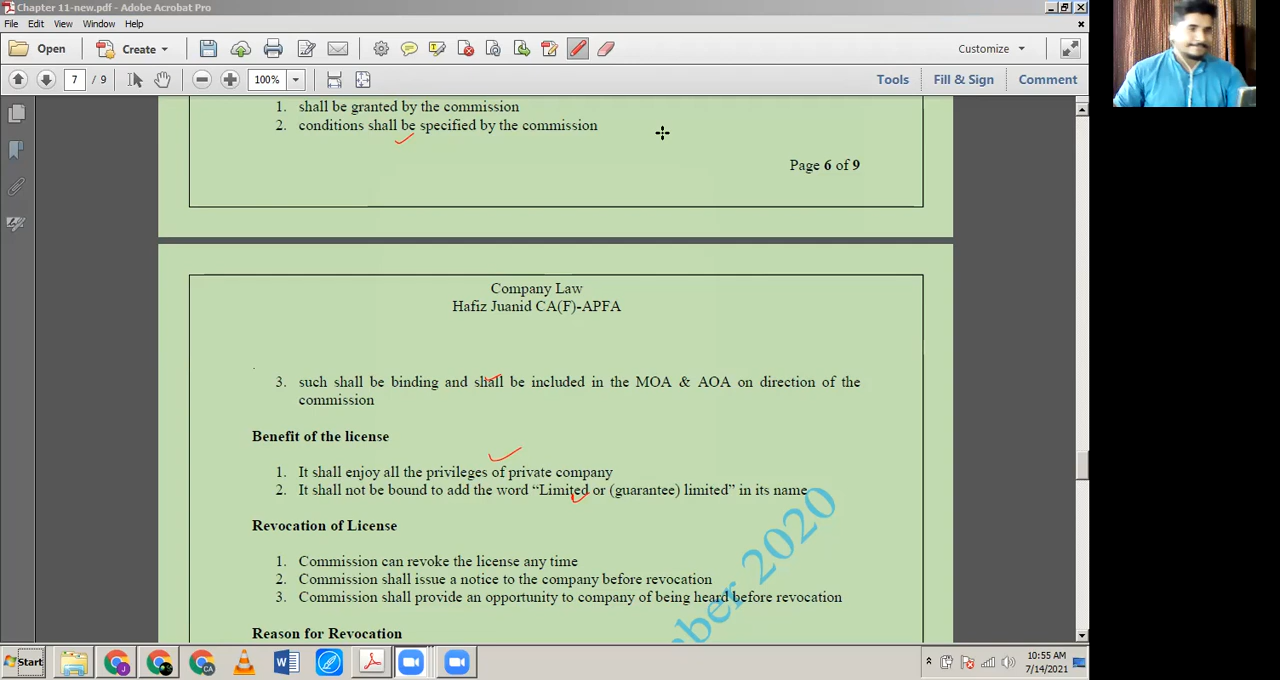 Chapter 11-new.pdf - Adobe Acrobat Pro
File Edit View Window Help
Open Create Customize
7 / 9 100% Tools Fill & Sign Comment
1. shall be granted by the commission
2. conditions shall be specified by the commission
Page 6 of 9
Company Law
Hafiz Juanid CA(F)-APFA
3. such shall be binding and shall be included in the MOA & AOA on direction of the
commission
Benefit of the license
1. It shall enjoy all the privileges of private company
2. It shall not be bound to add the word “Limited or (guarantee) limited” in its name
Revocation of License
1. Commission can revoke the license any time
2. Commission shall issue a notice to the company before revocation
3. Commission shall provide an opportunity to company of being heard before revocation
mber 2020
Reason for Revocation
Start 10:55 AM
7/14/2021